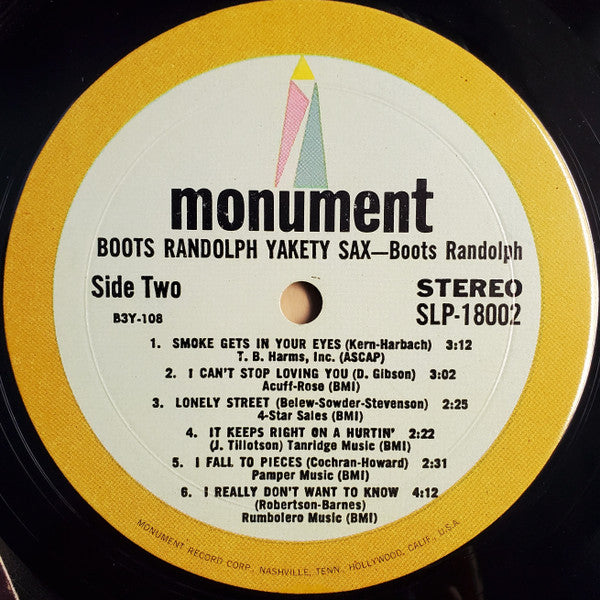 monument
BOOTS RANDOLPH YAKETY SAX—Boots Randolph
Side Two
STEREO
B3Y-108
SLP-18002
1. SMOKE GETS IN YOUR EYES (Kern-Harbach) 3:12
T. B. Harms, Inc. (ASCAP)
2. I CAN'T STOP LOVING YOU (D. Gibson) 3:02
Acuff-Rose (BMI)
3. LONELY STREET (Belew-Sowder-Stevenson) 2:25
4-Star Sales (BMI)
4. IT KEEPS RIGHT ON A HURTIN' 2:22
(J. Tillotson) Tanridge Music (BMI)
5. I FALL TO PIECES (Cochran-Howard) 2:31
Pamper Music (BMI)
6. I REALLY DON'T WANT TO KNOW 4:12
(Robertson-Barnes)
Rumbolero Music (BMI)
MONUMENT RECORD CORP., NASHVILLE, TENN., HOLLYWOOD, CALIF., U.S.A.